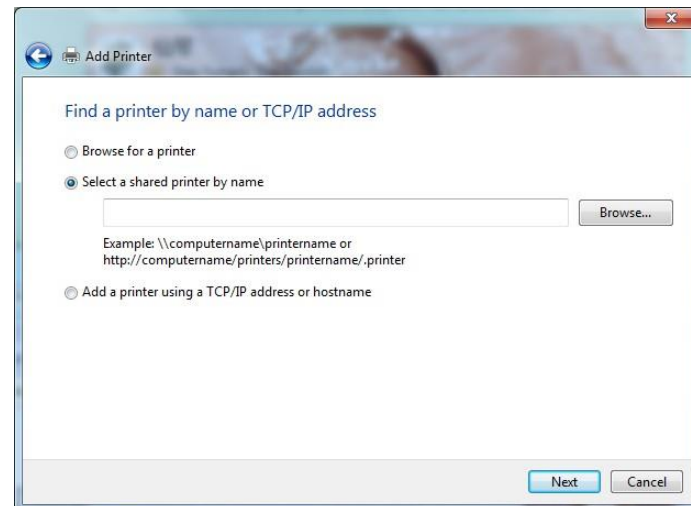 Add Printer
Find a printer by name or TCP/IP address
Browse for a printer
Select a shared printer by name
Browse...
Example: \\computername\printername or
http://computername/printers/printername/.printer
Add a printer using a TCP/IP address or hostname
Next
Cancel